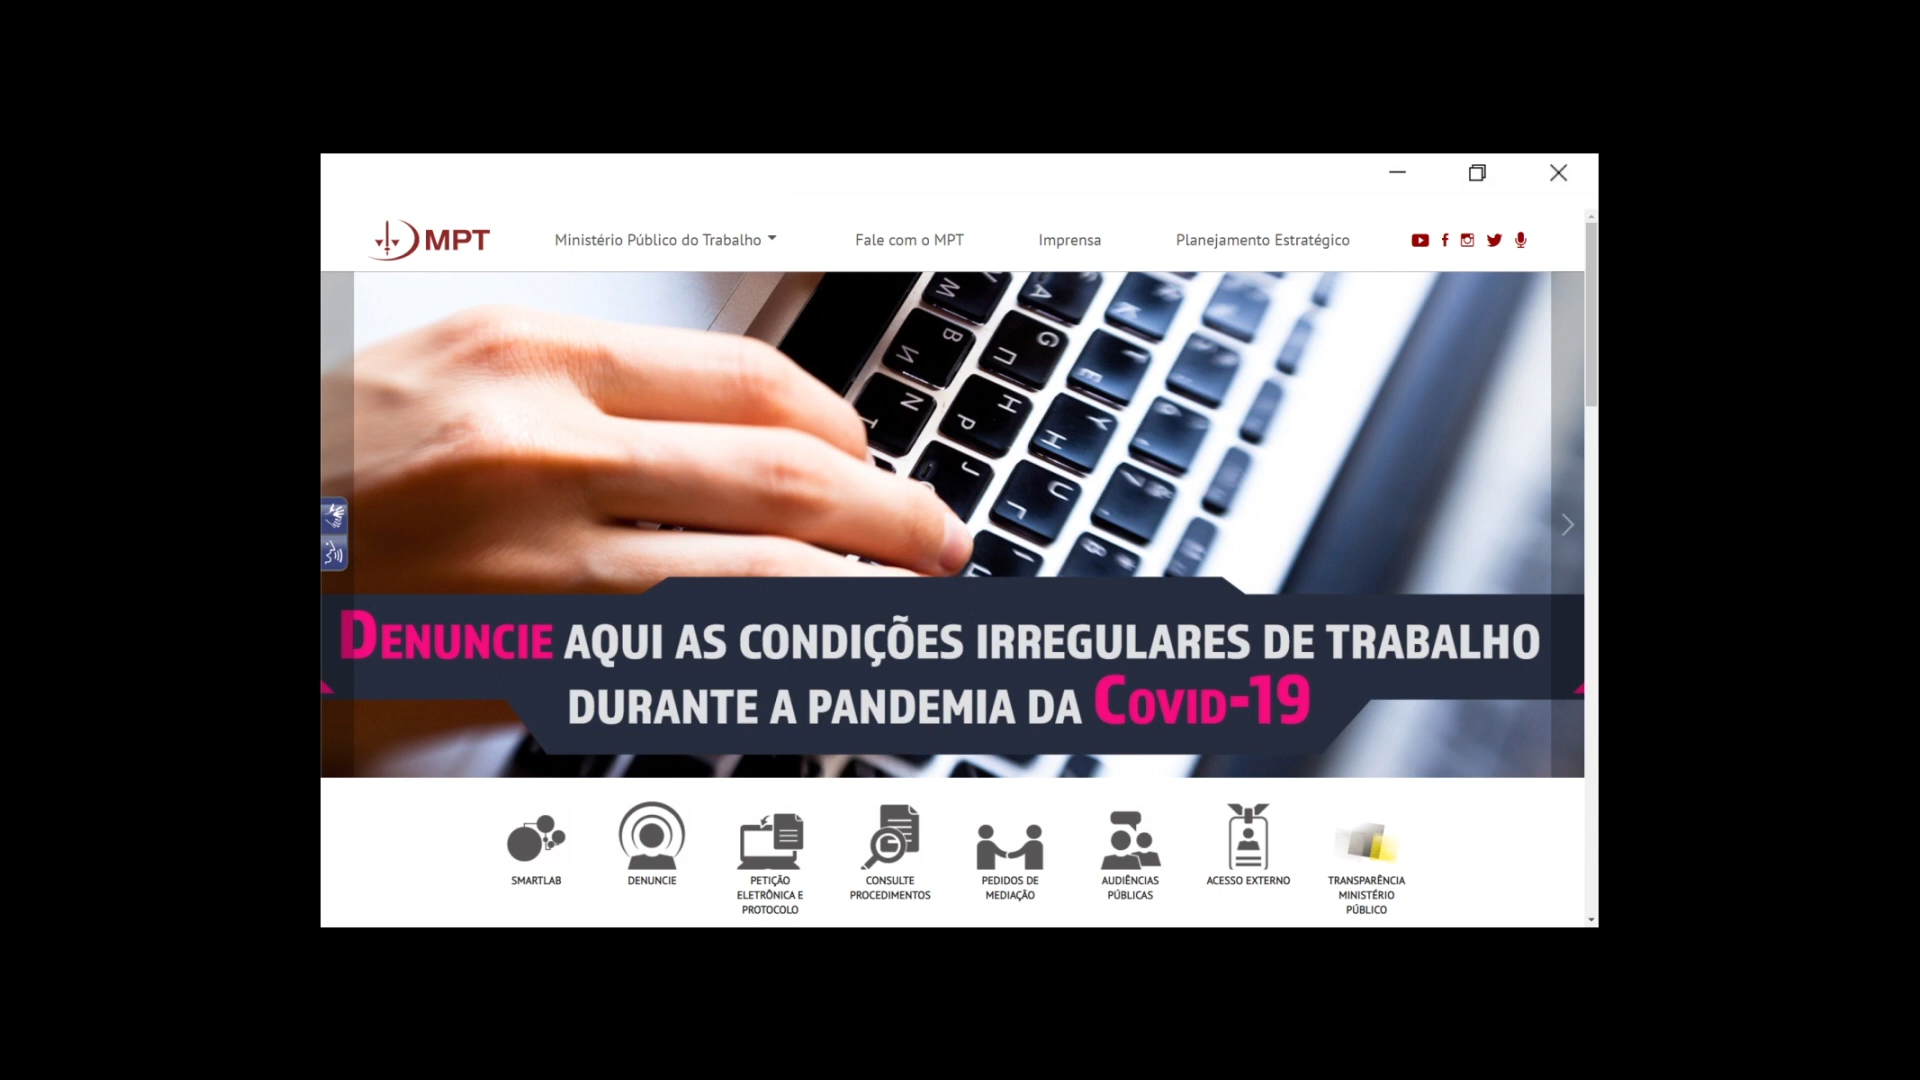 MPT
Ministério Público do Trabalho
Fale com o MPT
Imprensa
Planejamento Estratégico
DENUNCIE AQUI AS CONDIÇÕES IRREGULARES DE TRABALHO
DURANTE A PANDEMIA DA COVID-19
SMARTLAB
DENUNCIE
PETIÇÃO
ELETRÔNICA E
PROTOCOLO
CONSULTE
PROCEDIMENTOS
PEDIDOS DE
MEDIAÇÃO
AUDIÊNCIAS
PÚBLICAS
ACESSO EXTERNO
TRANSPARÊNCIA
MINISTÉRIO
PÚBLICO